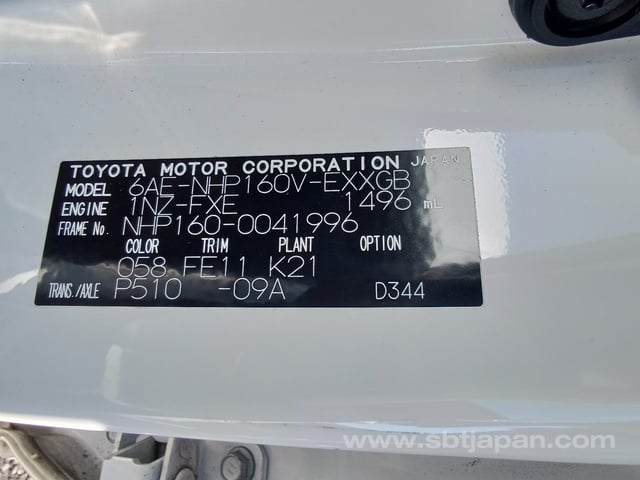 TOYOTA MOTOR CORPORATION JAPAN
MODEL 6AE-NHP160V-EXXGB
ENGINE 1NZ-FXE 1496 mL
FRAME No. NHP160-0041996
COLOR TRIM PLANT OPTION
058 FE11 K21
TRANS./AXLE P510 -09A D344
www.sbtjapan.com